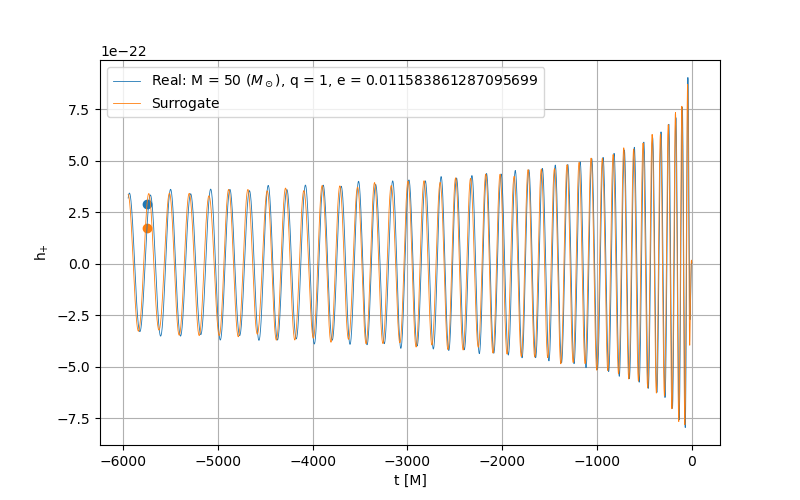 1e−22
Real: M = 50 (M⊙), q = 1, e = 0.011583861287095699
Surrogate
7.5
5.0
2.5
0.0
−2.5
−5.0
−7.5
h+
−6000 −5000 −4000 −3000 −2000 −1000 0
t [M]